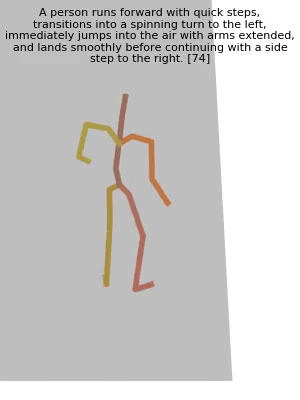 A person runs forward with quick steps,
transitions into a spinning turn to the left,
immediately jumps into the air with arms extended,
and lands smoothly before continuing with a side
step to the right. [74]